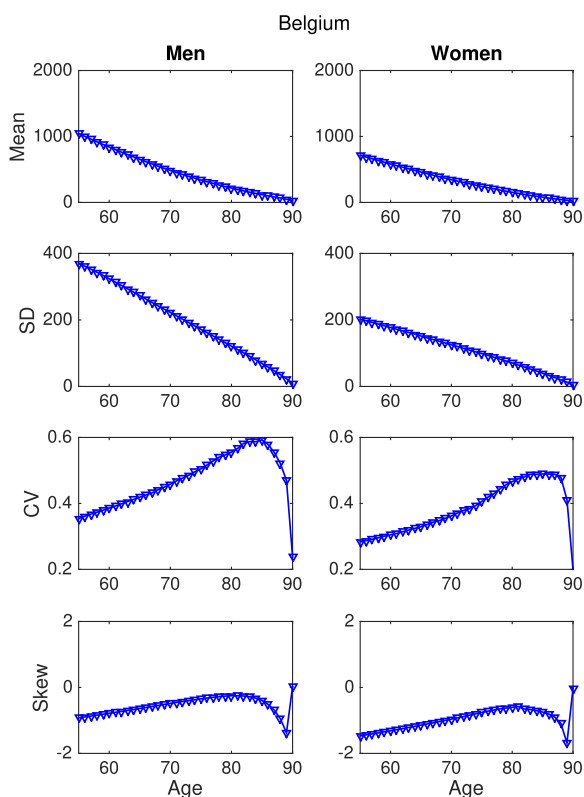 Belgium
Men Women
2000 2000
Mean 1000 1000
0 0
60 70 80 90 60 70 80 90
400 400
SD 200 200
0 0
60 70 80 90 60 70 80 90
0.6 0.6
CV 0.4 0.4
0.2 0.2
60 70 80 90 60 70 80 90
2 2
Skew 0 0
-2 -2
60 70 80 90 60 70 80 90
Age Age